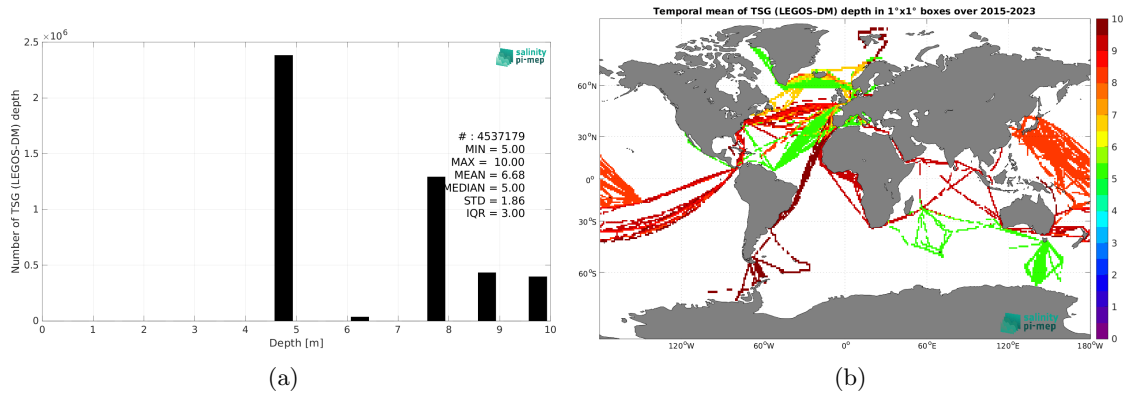 2.5
×10⁶
salinity
pi-mep
2
# : 4537179
MIN = 5.00
MAX = 10.00
MEAN = 6.68
MEDIAN = 5.00
STD = 1.86
IQR = 3.00
1.5
1
0.5
0
Number of TSG (LEGOS-DM) depth
0 1 2 3 4 5 6 7 8 9 10
Depth [m]
(a)
Temporal mean of TSG (LEGOS-DM) depth in 1°x1° boxes over 2015-2023
60°N
30°N
0°
30°S
60°S
120°W 60°W 0° 60°E 120°E 180°W
salinity
pi-mep
10
9
8
7
6
5
4
3
2
1
0
(b)